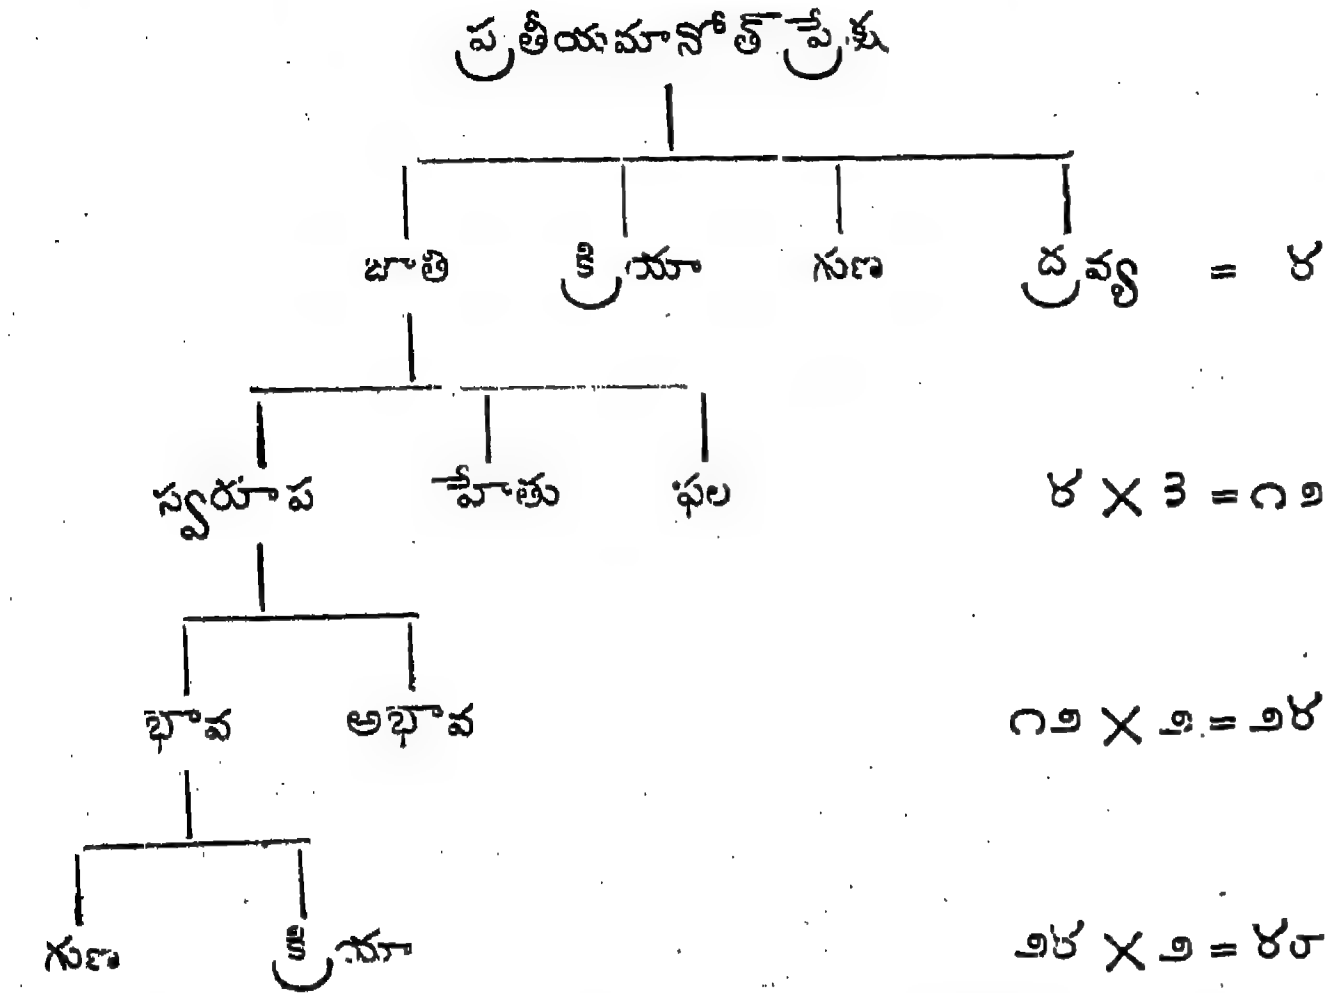 ప్రతీయమానోత్ప్రేక్ష
జాతి క్రియా గుణ ద్రవ్య = ౪
స్వరూప హేతు ఫల ౪ × ౩ = ౧౨
భావ అభావ ౧౨ × ౨ = ౨౪
గుణ క్రియా ౨౪ × ౨ = ౪౮